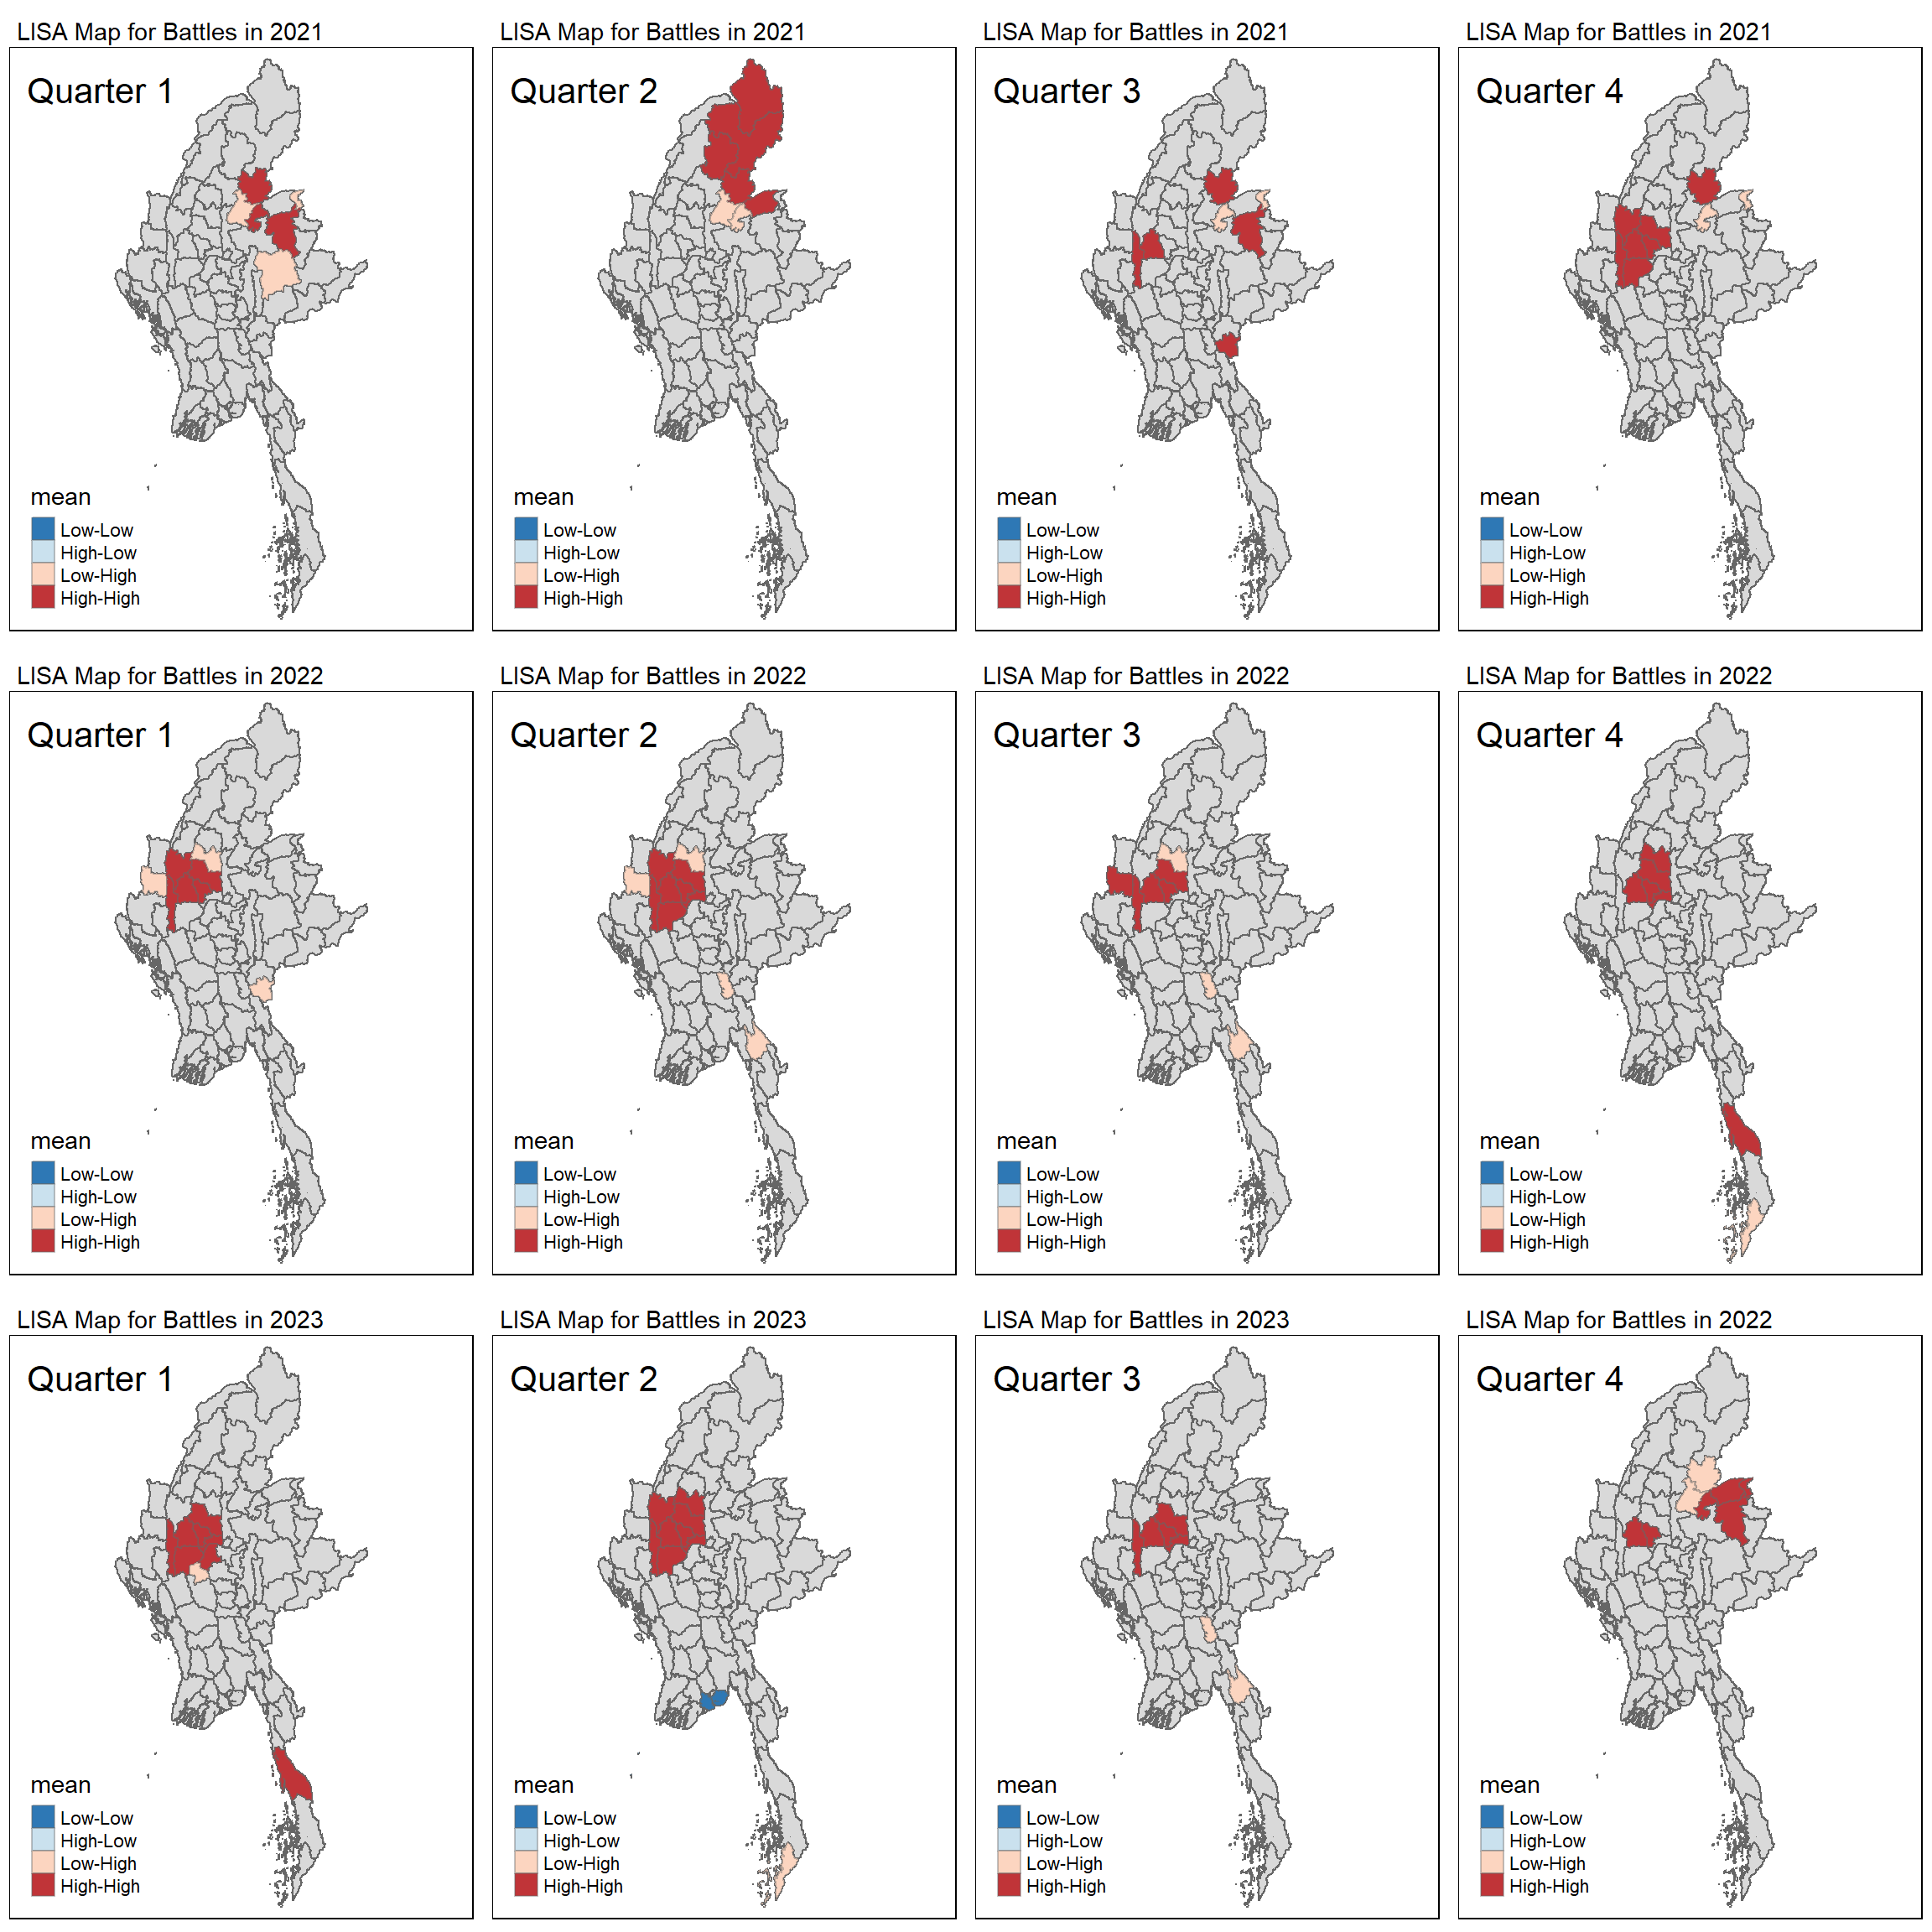 LISA Map for Battles in 2021
Quarter 1
mean
Low-Low
High-Low
Low-High
High-High
LISA Map for Battles in 2021
Quarter 2
mean
Low-Low
High-Low
Low-High
High-High
LISA Map for Battles in 2021
Quarter 3
mean
Low-Low
High-Low
Low-High
High-High
LISA Map for Battles in 2021
Quarter 4
mean
Low-Low
High-Low
Low-High
High-High
LISA Map for Battles in 2022
Quarter 1
mean
Low-Low
High-Low
Low-High
High-High
LISA Map for Battles in 2022
Quarter 2
mean
Low-Low
High-Low
Low-High
High-High
LISA Map for Battles in 2022
Quarter 3
mean
Low-Low
High-Low
Low-High
High-High
LISA Map for Battles in 2022
Quarter 4
mean
Low-Low
High-Low
Low-High
High-High
LISA Map for Battles in 2023
Quarter 1
mean
Low-Low
High-Low
Low-High
High-High
LISA Map for Battles in 2023
Quarter 2
mean
Low-Low
High-Low
Low-High
High-High
LISA Map for Battles in 2023
Quarter 3
mean
Low-Low
High-Low
Low-High
High-High
LISA Map for Battles in 2022
Quarter 4
mean
Low-Low
High-Low
Low-High
High-High